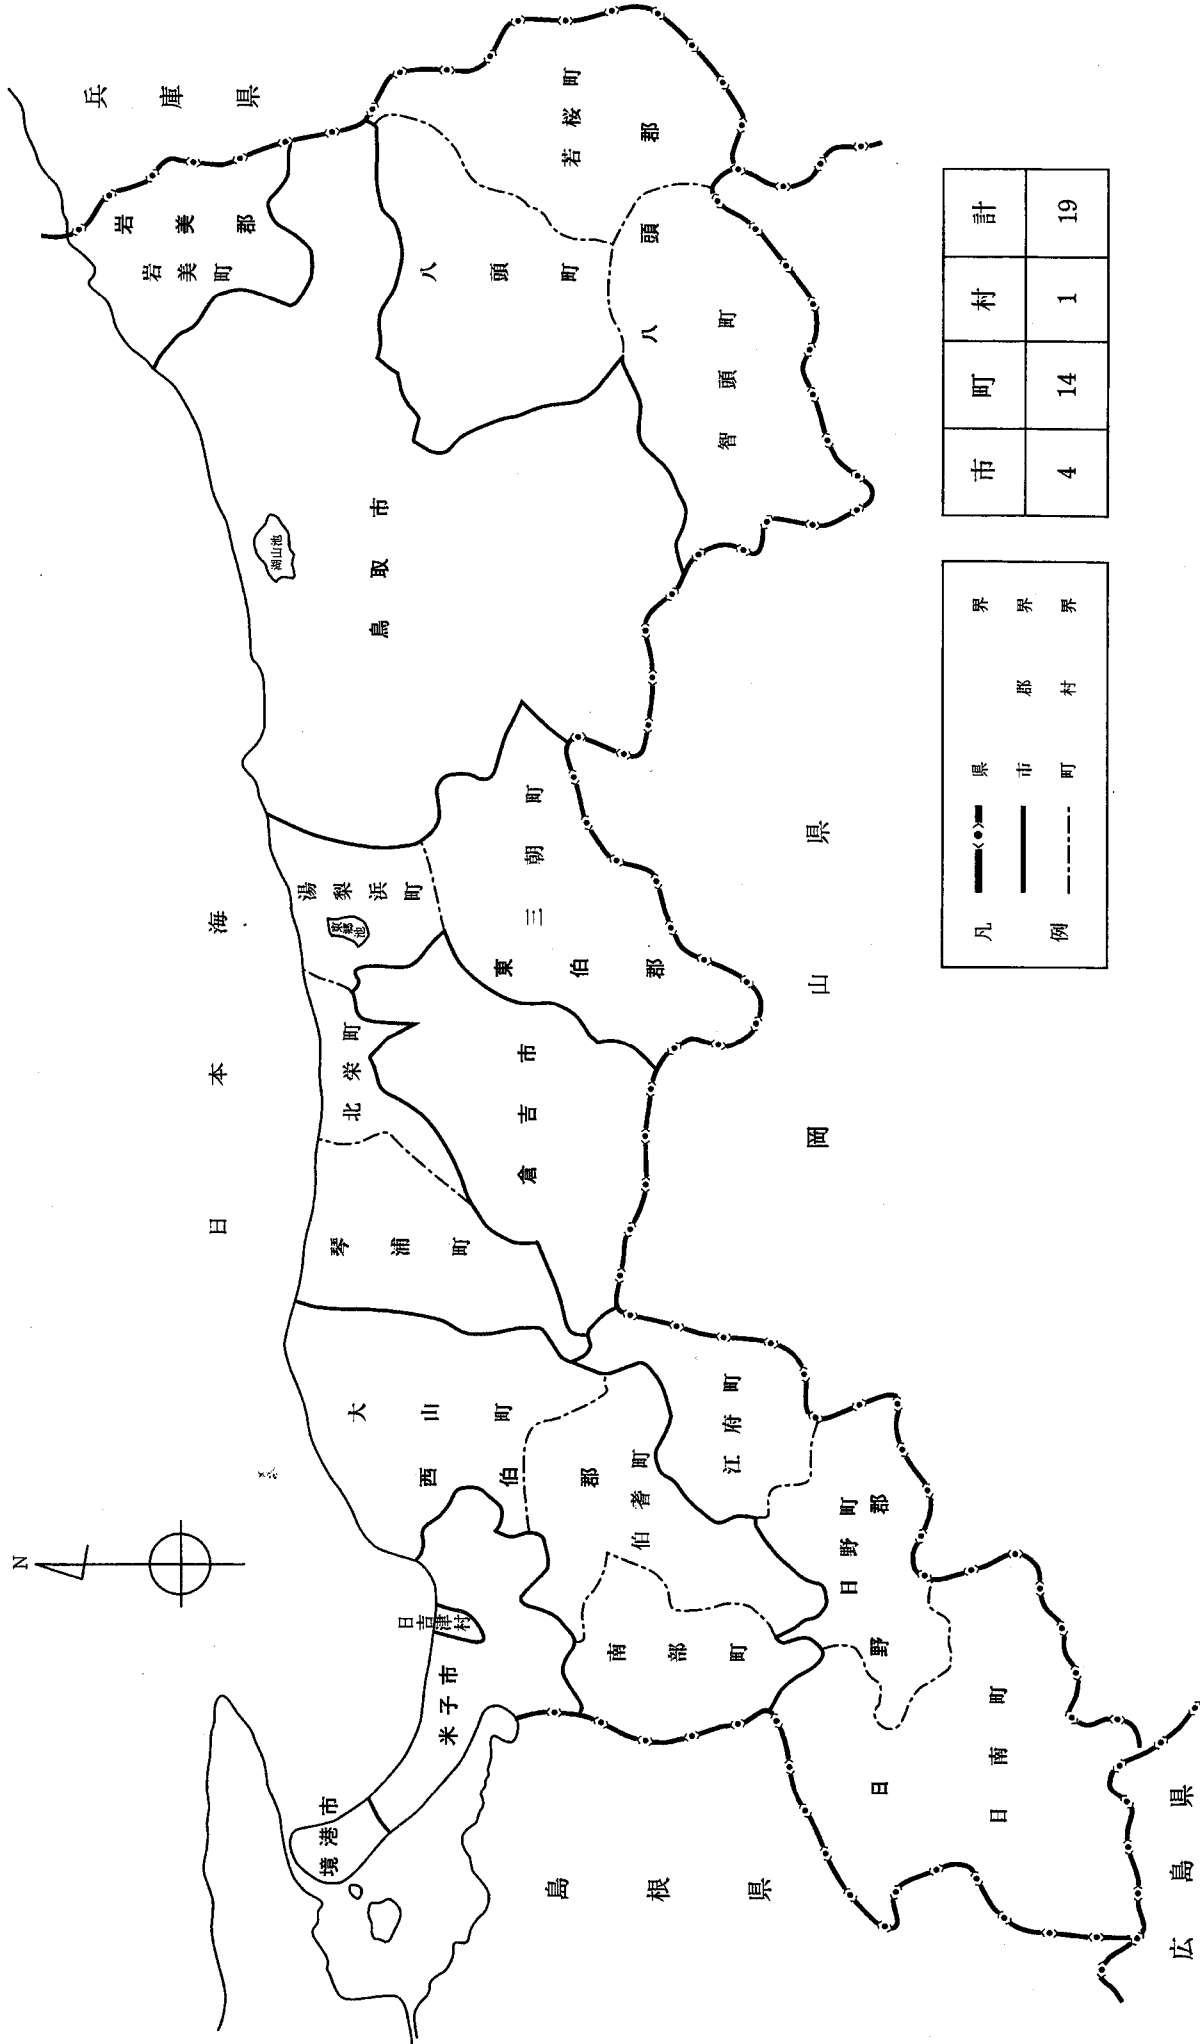 N
日本海
兵庫県
岡山県
島根県
広島県
境港市
米子市
日吉津村
西伯郡
大山町
南部町
伯耆町
日野郡
江府町
日野町
日南町
東伯郡
琴浦町
北栄町
湯梨浜町
東郷池
三朝町
倉吉市
鳥取市
湖山池
岩美郡
岩美町
八頭郡
八頭町
若桜町
智頭町
凡例
県界
市郡界
町村界
市 町 村 計
4 14 1 19